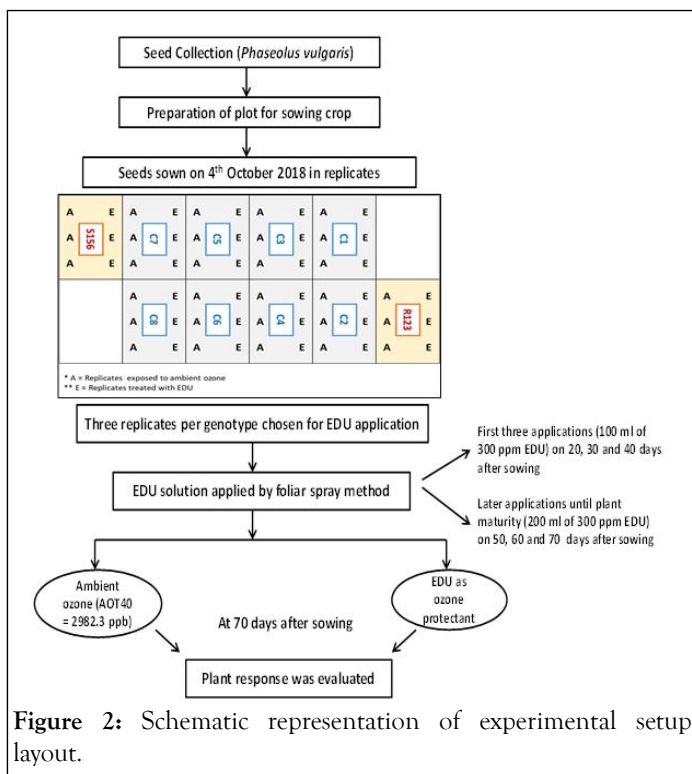 Seed Collection (Phaseolus vulgaris)
Preparation of plot for sowing crop
Seeds sown on 4th October 2018 in replicates
A E A E A E A E A E
A S156 E A C7 E A C5 E A C3 E A C1 E
A E A E A E A E A E
A E A E A E A E A E
A C8 E A C6 E A C4 E A C2 E A R123 E
A E A E A E A E A E
* A = Replicates exposed to ambient ozone
** E = Replicates treated with EDU
Three replicates per genotype chosen for EDU application
EDU solution applied by foliar spray method
First three applications (100 ml of
300 ppm EDU) on 20, 30 and 40 days
after sowing
Later applications until plant
maturity (200 ml of 300 ppm EDU)
on 50, 60 and 70 days after sowing
Ambient
ozone (AOT40
= 2982.3 ppb)
At 70 days after sowing
EDU as
ozone
protectant
Plant response was evaluated
Figure 2: Schematic representation of experimental setup
layout.